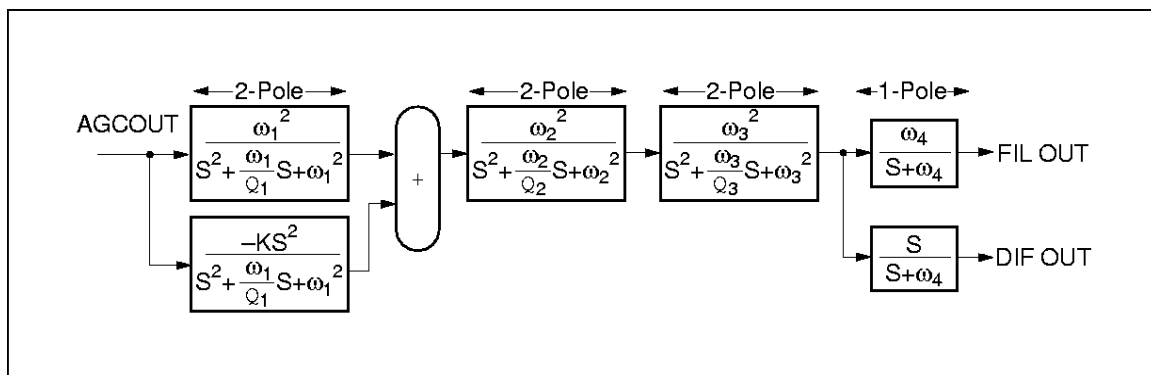 2-Pole 2-Pole 2-Pole 1-Pole
AGCOUT
ω₁²
S²+ω₁/Q₁ S+ω₁²
−KS²
S²+ω₁/Q₁ S+ω₁²
+
ω₂²
S²+ω₂/Q₂ S+ω₂²
ω₃²
S²+ω₃/Q₃ S+ω₃²
ω₄
S+ω₄
FIL OUT
S
S+ω₄
DIF OUT